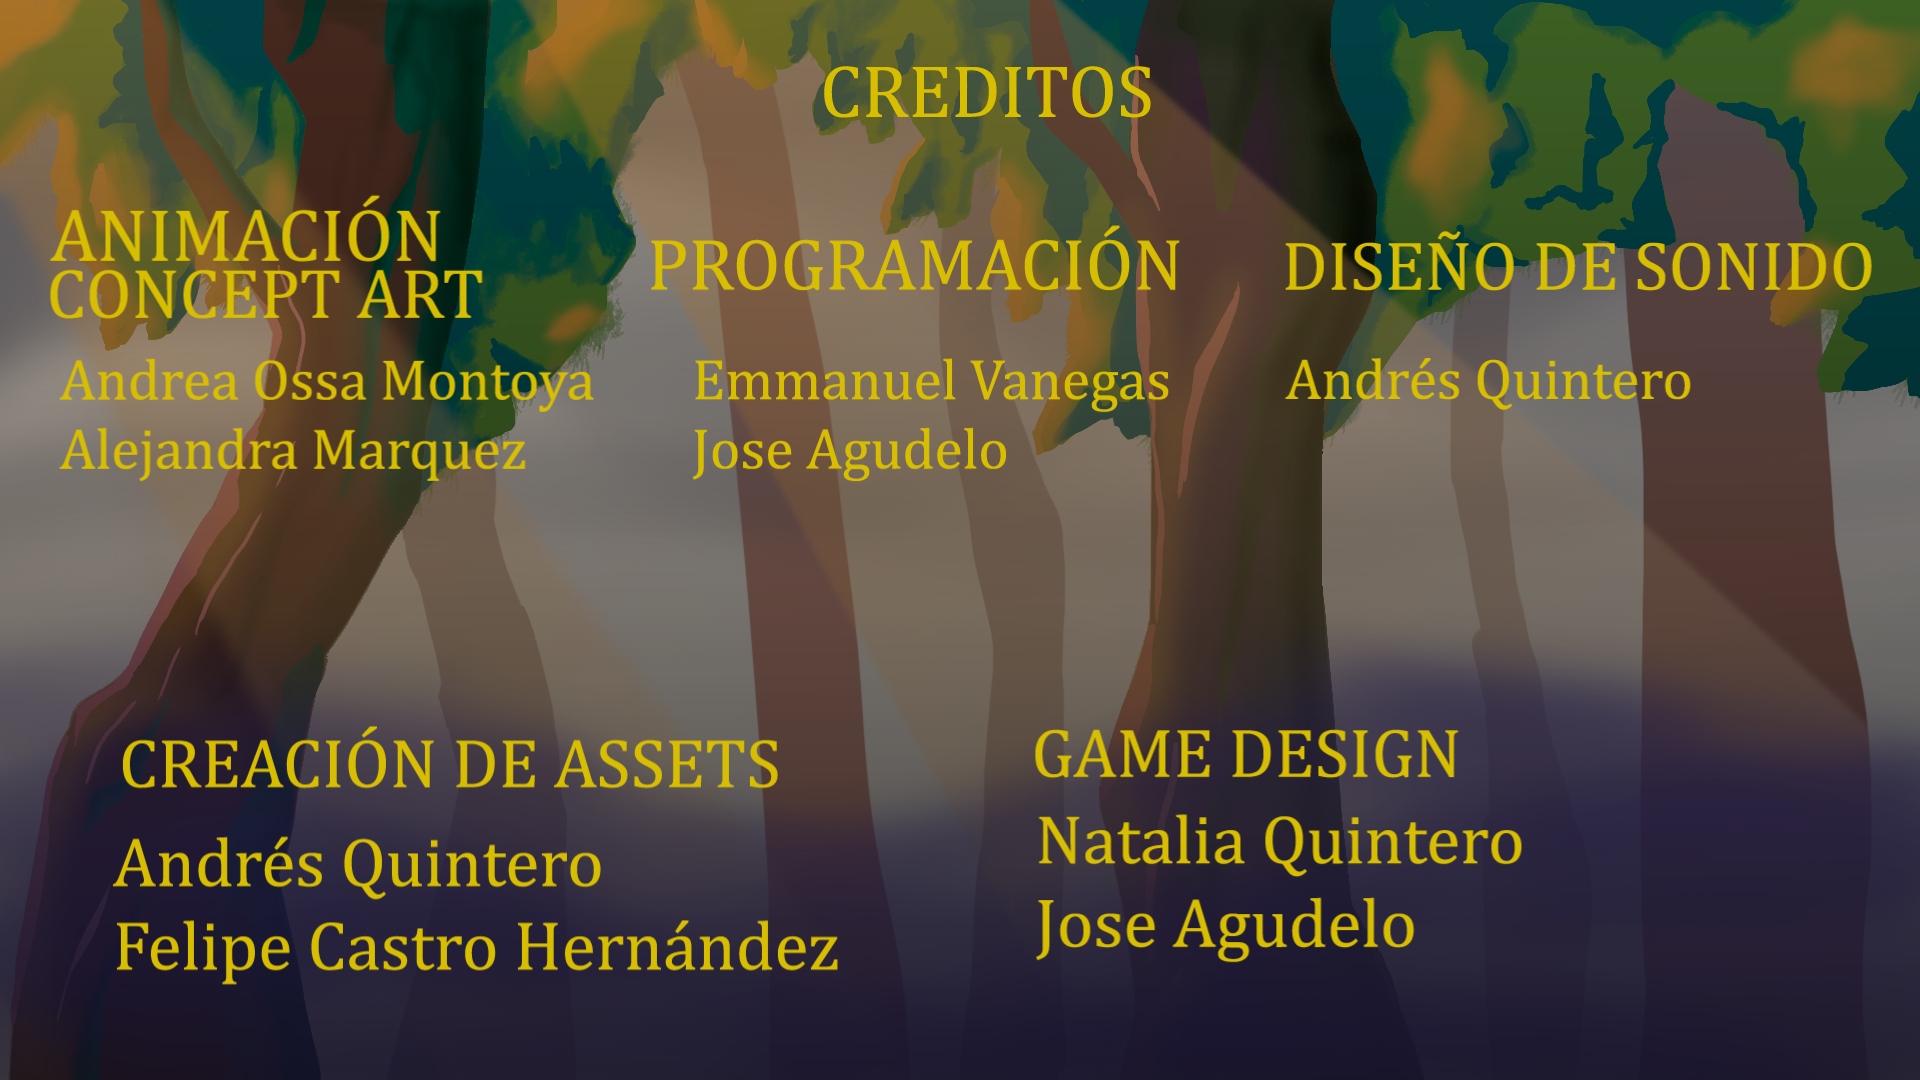 CREDITOS
ANIMACIÓN
CONCEPT ART
Andrea Ossa Montoya
Alejandra Marquez
PROGRAMACIÓN
Emmanuel Vanegas
Jose Agudelo
DISEÑO DE SONIDO
Andrés Quintero
CREACIÓN DE ASSETS
Andrés Quintero
Felipe Castro Hernández
GAME DESIGN
Natalia Quintero
Jose Agudelo